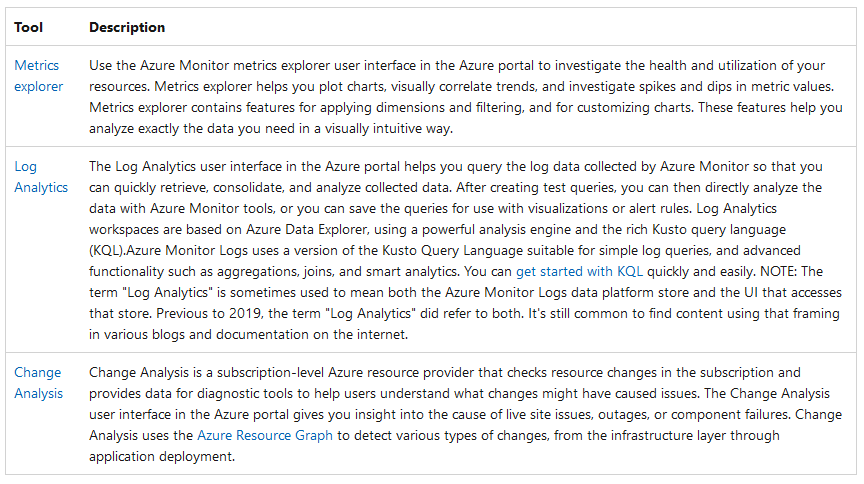 Tool Description
Metrics explorer
Use the Azure Monitor metrics explorer user interface in the Azure portal to investigate the health and utilization of your
resources. Metrics explorer helps you plot charts, visually correlate trends, and investigate spikes and dips in metric values.
Metrics explorer contains features for applying dimensions and filtering, and for customizing charts. These features help you
analyze exactly the data you need in a visually intuitive way.
Log
Analytics
The Log Analytics user interface in the Azure portal helps you query the log data collected by Azure Monitor so that you
can quickly retrieve, consolidate, and analyze collected data. After creating test queries, you can then directly analyze the
data with Azure Monitor tools, or you can save the queries for use with visualizations or alert rules. Log Analytics
workspaces are based on Azure Data Explorer, using a powerful analysis engine and the rich Kusto query language
(KQL).Azure Monitor Logs uses a version of the Kusto Query Language suitable for simple log queries, and advanced
functionality such as aggregations, joins, and smart analytics. You can get started with KQL quickly and easily. NOTE: The
term "Log Analytics" is sometimes used to mean both the Azure Monitor Logs data platform store and the UI that accesses
that store. Previous to 2019, the term "Log Analytics" did refer to both. It's still common to find content using that framing
in various blogs and documentation on the internet.
Change
Analysis
Change Analysis is a subscription-level Azure resource provider that checks resource changes in the subscription and
provides data for diagnostic tools to help users understand what changes might have caused issues. The Change Analysis
user interface in the Azure portal gives you insight into the cause of live site issues, outages, or component failures. Change
Analysis uses the Azure Resource Graph to detect various types of changes, from the infrastructure layer through
application deployment.